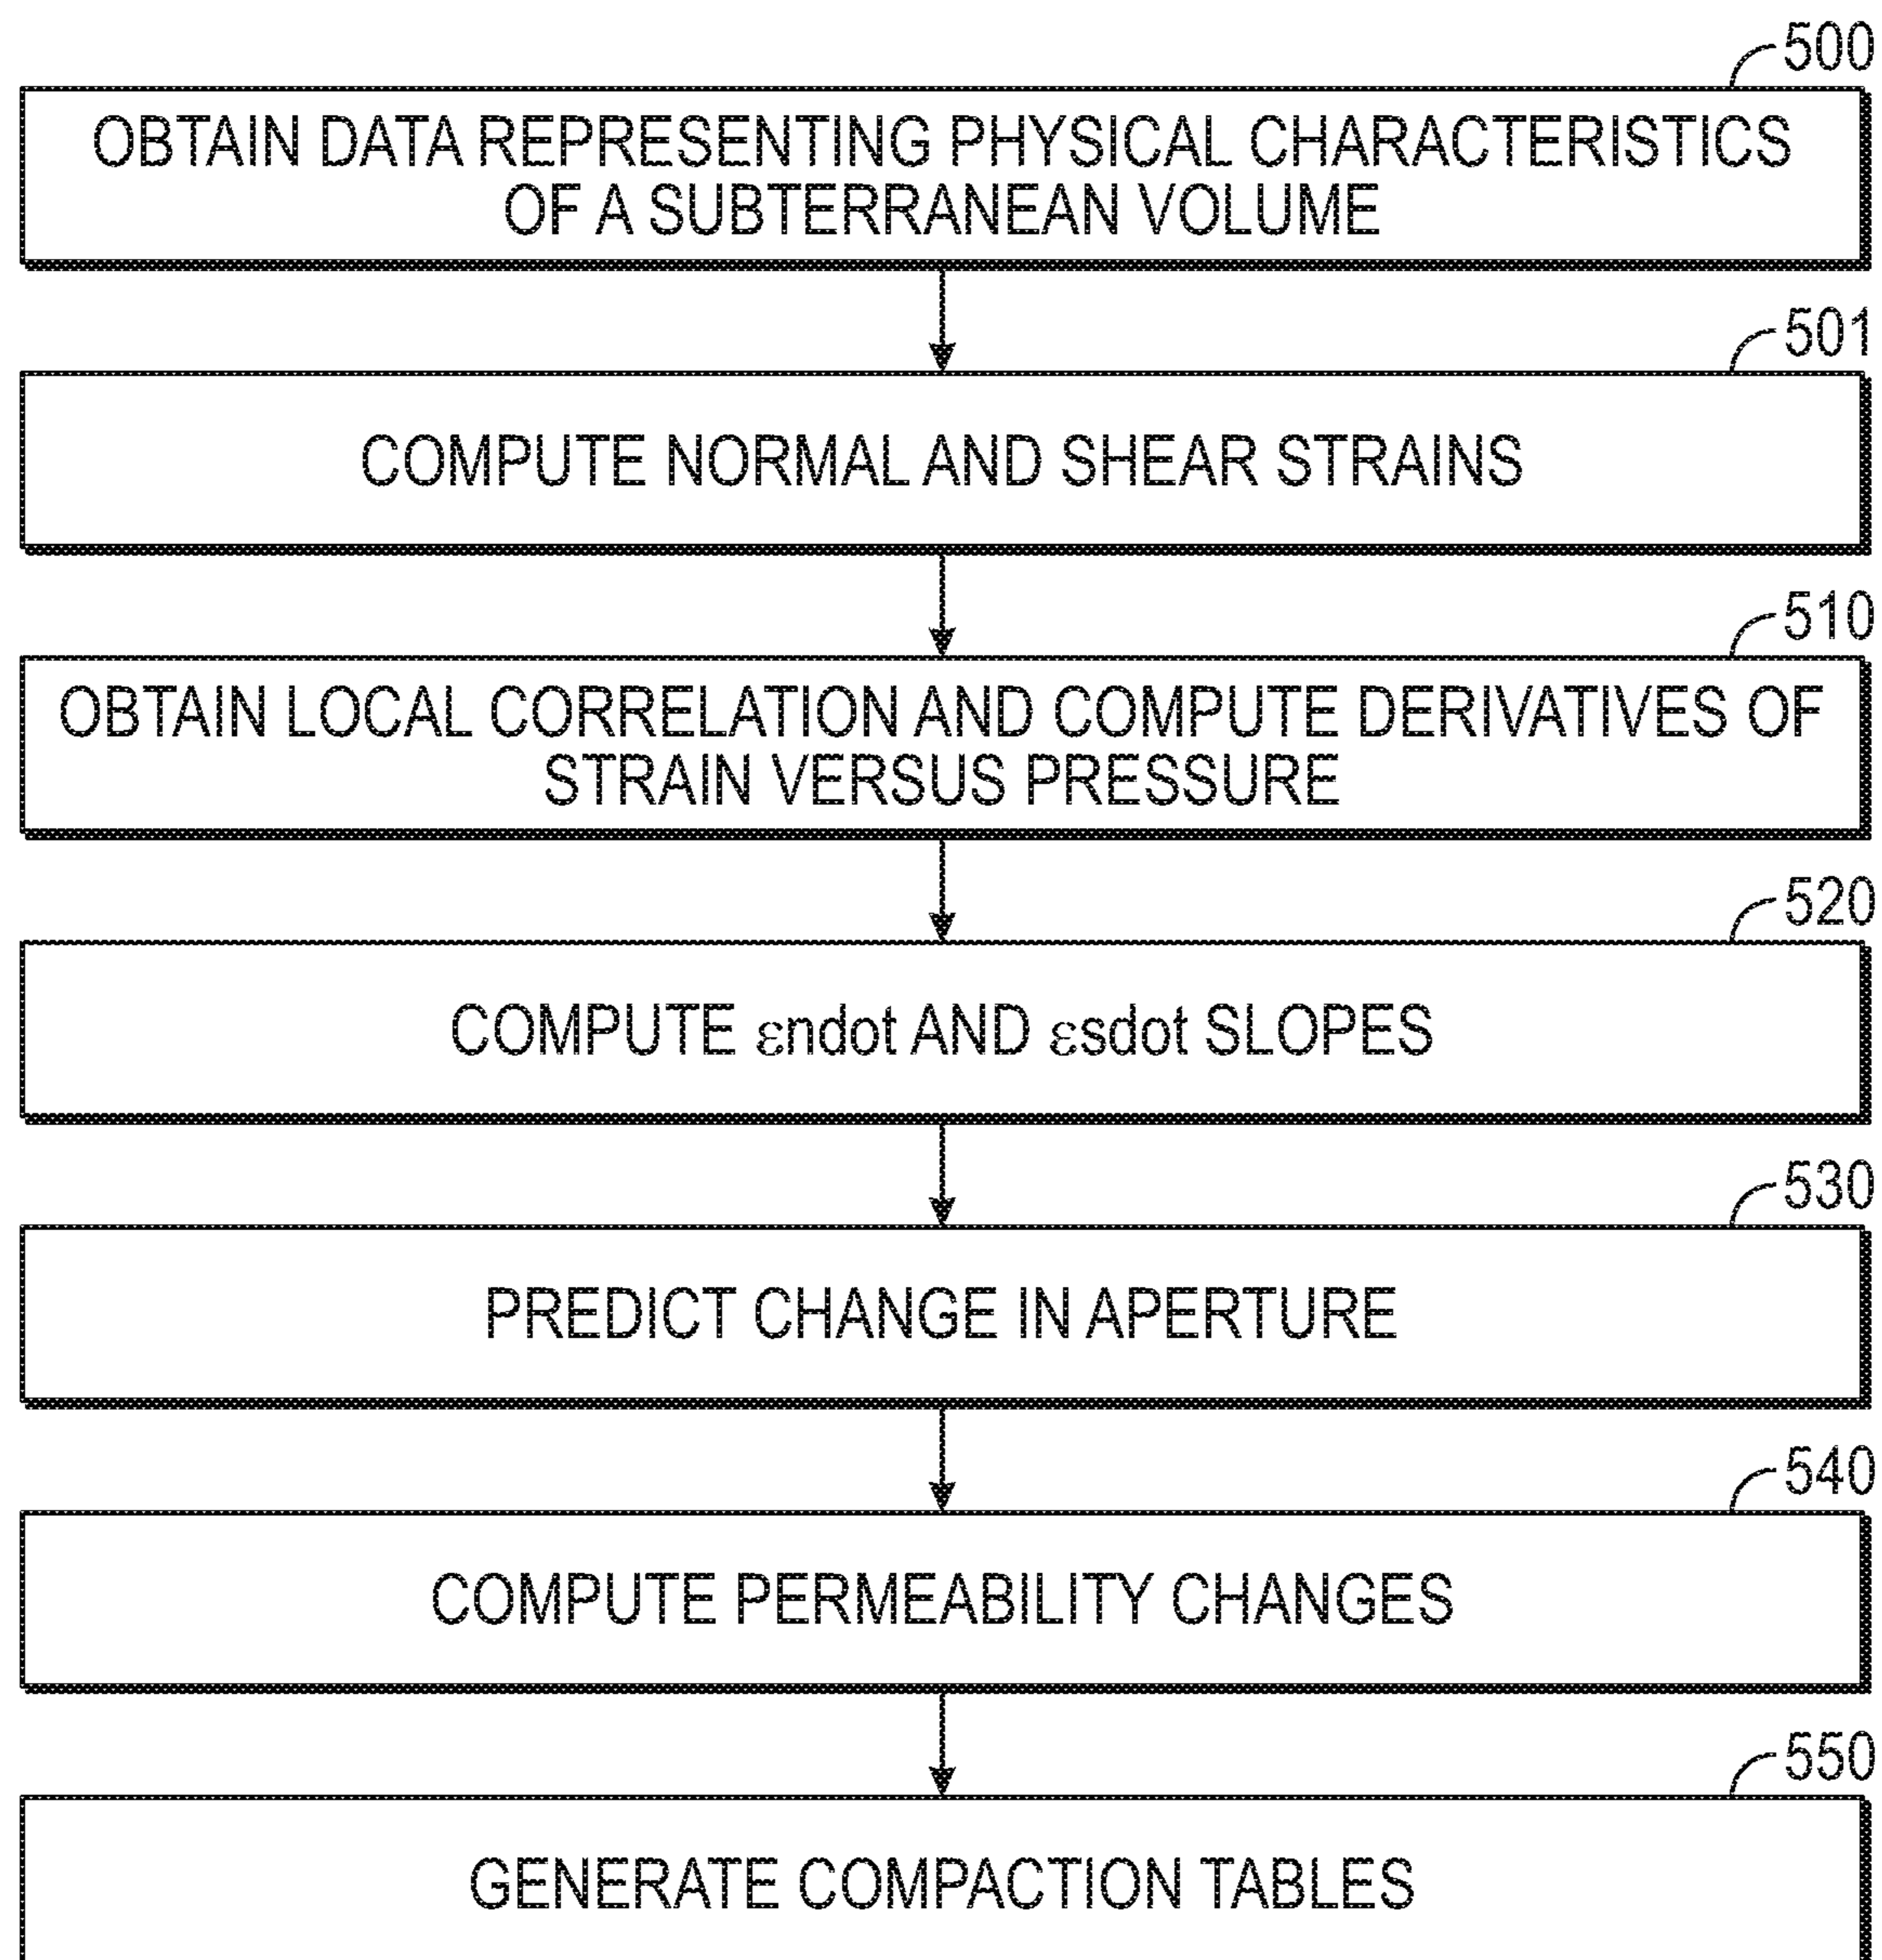 500
OBTAIN DATA REPRESENTING PHYSICAL CHARACTERISTICS
OF A SUBTERRANEAN VOLUME
501
COMPUTE NORMAL AND SHEAR STRAINS
510
OBTAIN LOCAL CORRELATION AND COMPUTE DERIVATIVES OF
STRAIN VERSUS PRESSURE
520
COMPUTE εndot AND εsdot SLOPES
530
PREDICT CHANGE IN APERTURE
540
COMPUTE PERMEABILITY CHANGES
550
GENERATE COMPACTION TABLES